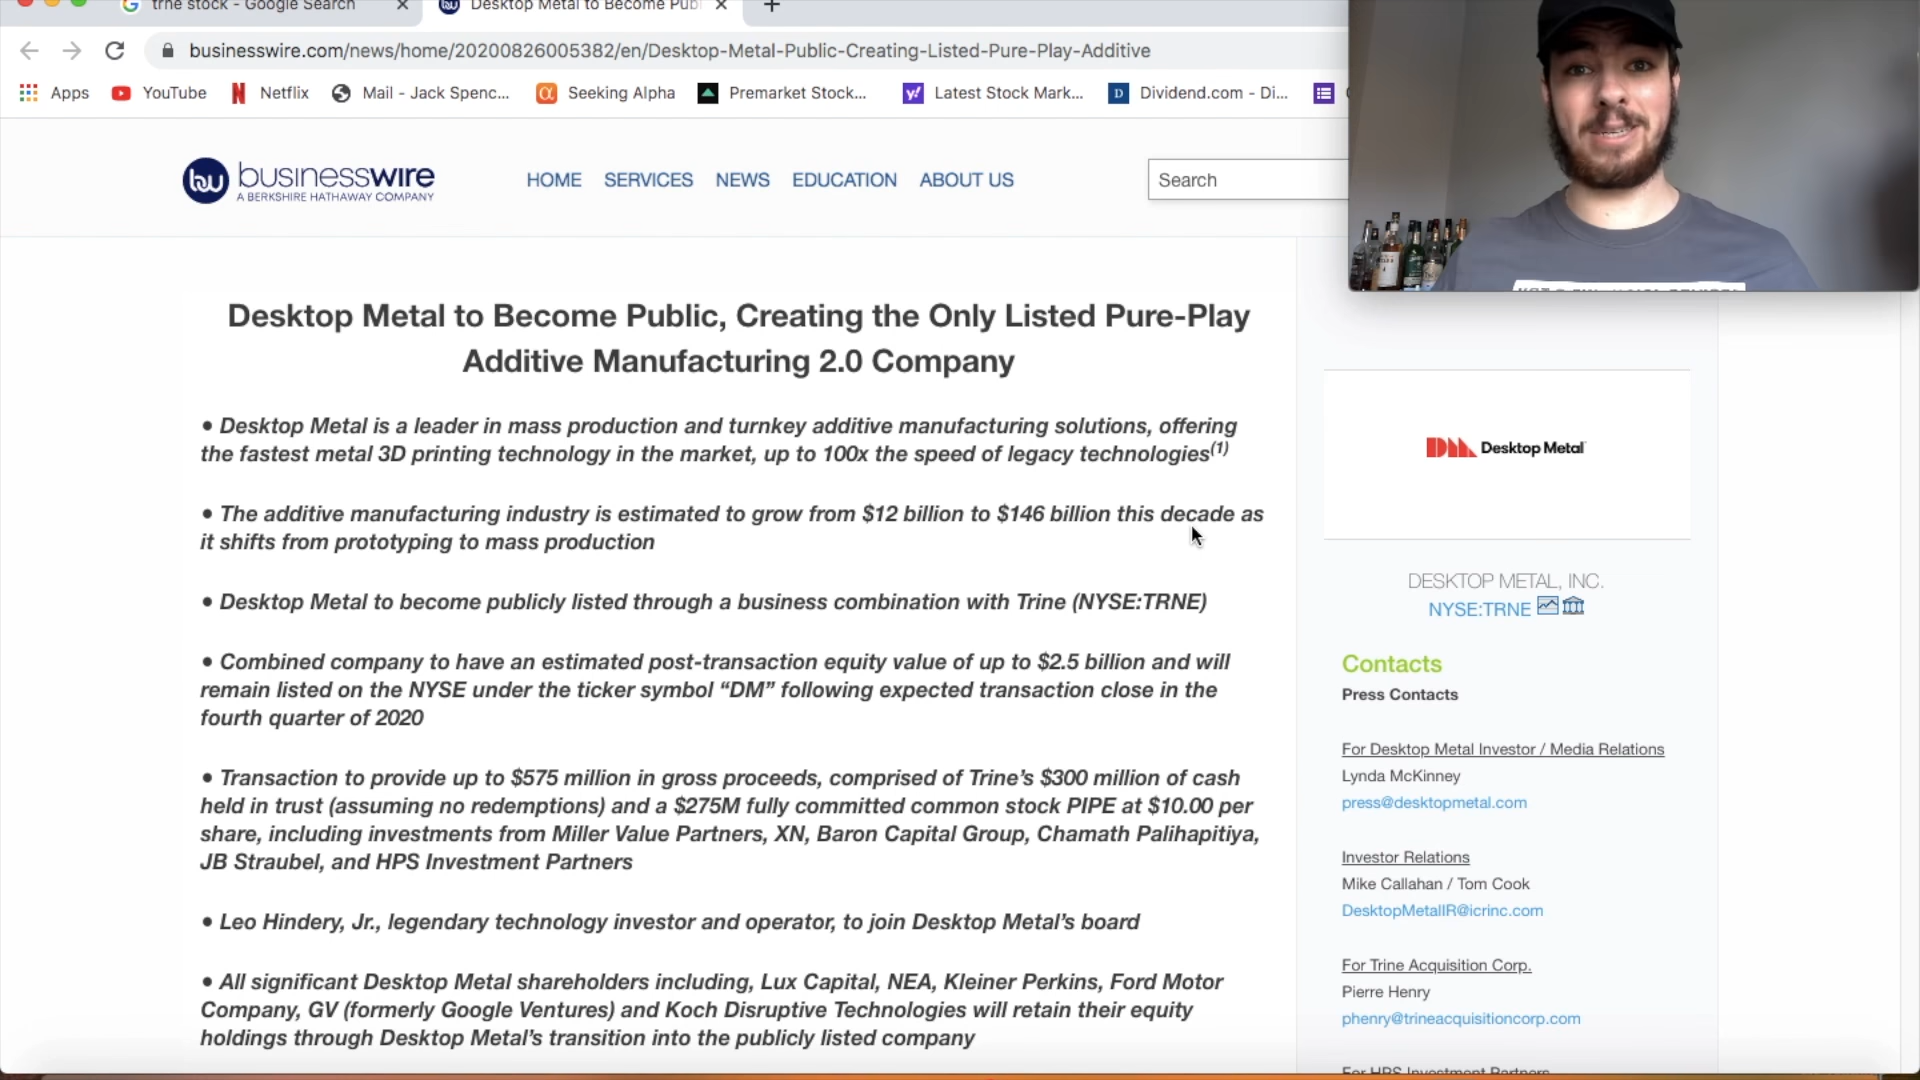 trne stock - Google Search
Desktop Metal to Become Pub
businesswire.com/news/home/20200826005382/en/Desktop-Metal-Public-Creating-Listed-Pure-Play-Additive
Apps YouTube Netflix Mail - Jack Spenc... Seeking Alpha Premarket Stock... Latest Stock Mark... Dividend.com - Di...
businesswire
A BERKSHIRE HATHAWAY COMPANY
HOME SERVICES NEWS EDUCATION ABOUT US
Search
Desktop Metal to Become Public, Creating the Only Listed Pure-Play
Additive Manufacturing 2.0 Company
• Desktop Metal is a leader in mass production and turnkey additive manufacturing solutions, offering
the fastest metal 3D printing technology in the market, up to 100x the speed of legacy technologies(1)
• The additive manufacturing industry is estimated to grow from $12 billion to $146 billion this decade as
it shifts from prototyping to mass production
• Desktop Metal to become publicly listed through a business combination with Trine (NYSE:TRNE)
• Combined company to have an estimated post-transaction equity value of up to $2.5 billion and will
remain listed on the NYSE under the ticker symbol “DM” following expected transaction close in the
fourth quarter of 2020
• Transaction to provide up to $575 million in gross proceeds, comprised of Trine’s $300 million of cash
held in trust (assuming no redemptions) and a $275M fully committed common stock PIPE at $10.00 per
share, including investments from Miller Value Partners, XN, Baron Capital Group, Chamath Palihapitiya,
JB Straubel, and HPS Investment Partners
• Leo Hindery, Jr., legendary technology investor and operator, to join Desktop Metal’s board
• All significant Desktop Metal shareholders including, Lux Capital, NEA, Kleiner Perkins, Ford Motor
Company, GV (formerly Google Ventures) and Koch Disruptive Technologies will retain their equity
holdings through Desktop Metal’s transition into the publicly listed company
Desktop Metal
DESKTOP METAL, INC.
NYSE:TRNE
Contacts
Press Contacts
For Desktop Metal Investor / Media Relations
Lynda McKinney
press@desktopmetal.com
Investor Relations
Mike Callahan / Tom Cook
DesktopMetalIR@icrinc.com
For Trine Acquisition Corp.
Pierre Henry
phenry@trineacquisitioncorp.com
For HPS Investment Partners